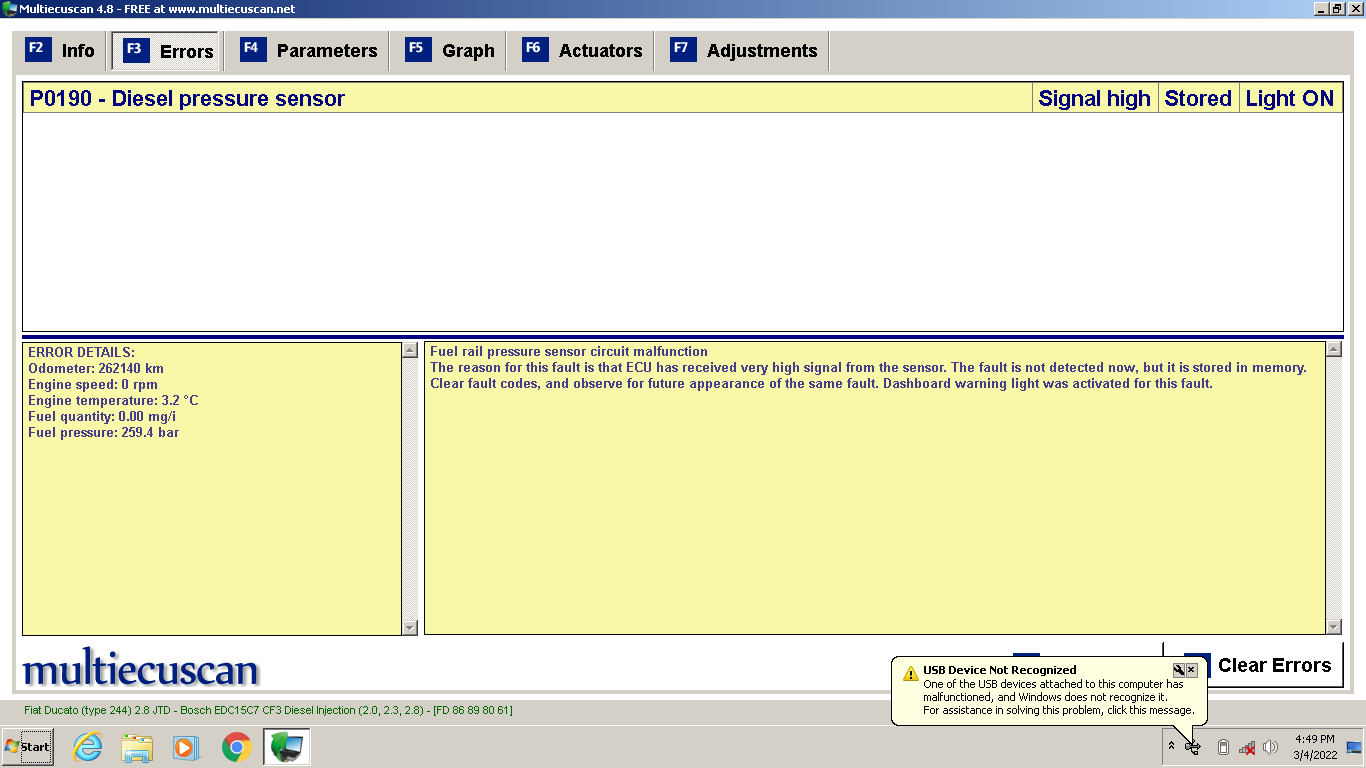 Multiecuscan 4.8 - FREE at www.multiecuscan.net
F2 Info F3 Errors F4 Parameters F5 Graph F6 Actuators F7 Adjustments
P0190 - Diesel pressure sensor Signal high Stored Light ON
ERROR DETAILS:
Odometer: 262140 km
Engine speed: 0 rpm
Engine temperature: 3.2 °C
Fuel quantity: 0.00 mg/i
Fuel pressure: 259.4 bar
Fuel rail pressure sensor circuit malfunction
The reason for this fault is that ECU has received very high signal from the sensor. The fault is not detected now, but it is stored in memory.
Clear fault codes, and observe for future appearance of the same fault. Dashboard warning light was activated for this fault.
multiecuscan
Clear Errors
USB Device Not Recognized
One of the USB devices attached to this computer has
malfunctioned, and Windows does not recognize it.
For assistance in solving this problem, click this message.
Fiat Ducato (type 244) 2.8 JTD - Bosch EDC15C7 CF3 Diesel Injection (2.0, 2.3, 2.8) - [FD 86 89 80 61]
Start
4:49 PM
3/4/2022